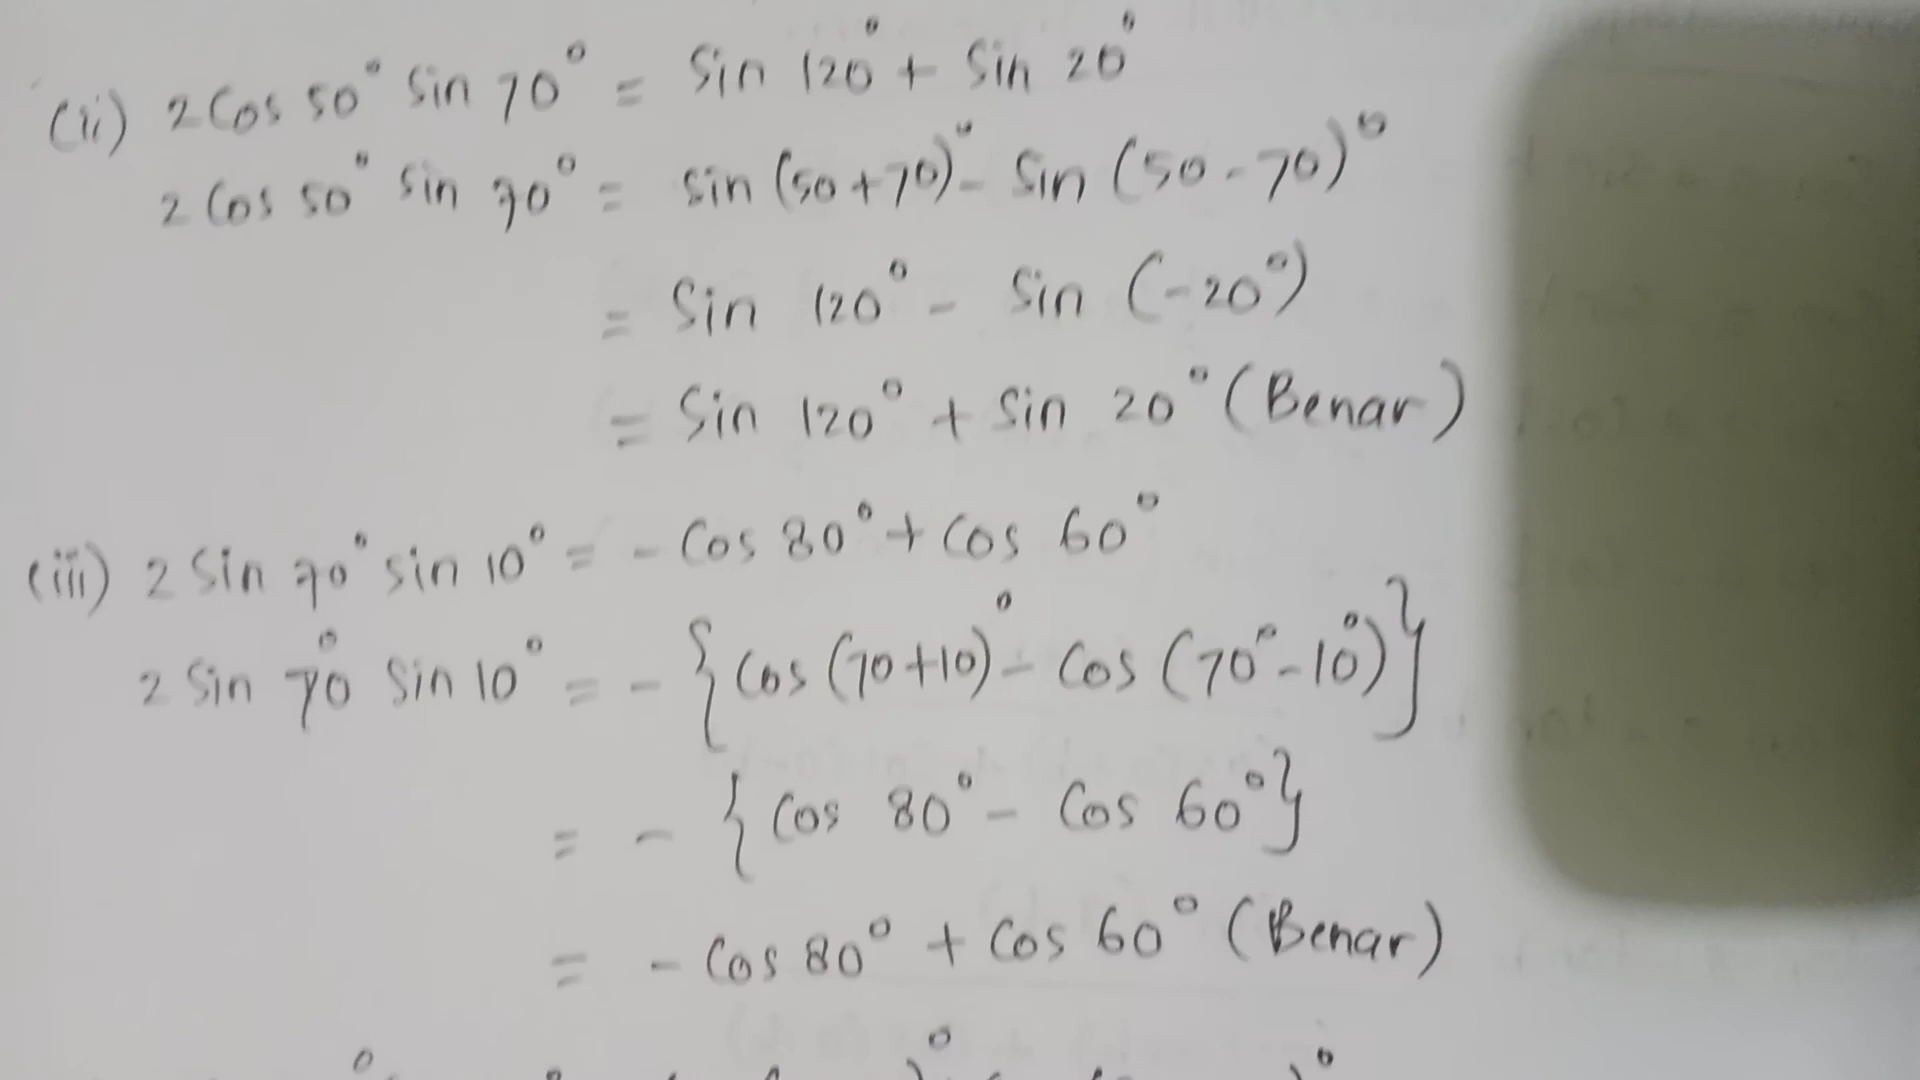 (ii) 2 Cos 50° Sin 70° = Sin 120° + Sin 20°
2 Cos 50° Sin 70° = Sin (50+70)° - Sin (50-70)°
= Sin 120° - Sin (-20°)
= Sin 120° + Sin 20° (Benar)
(iii) 2 Sin 70° sin 10° = - Cos 80° + Cos 60°
2 Sin 70° Sin 10° = - {Cos (70+10)° - Cos (70° - 10°)}
= - {Cos 80° - Cos 60°}
= - Cos 80° + Cos 60° (Benar)